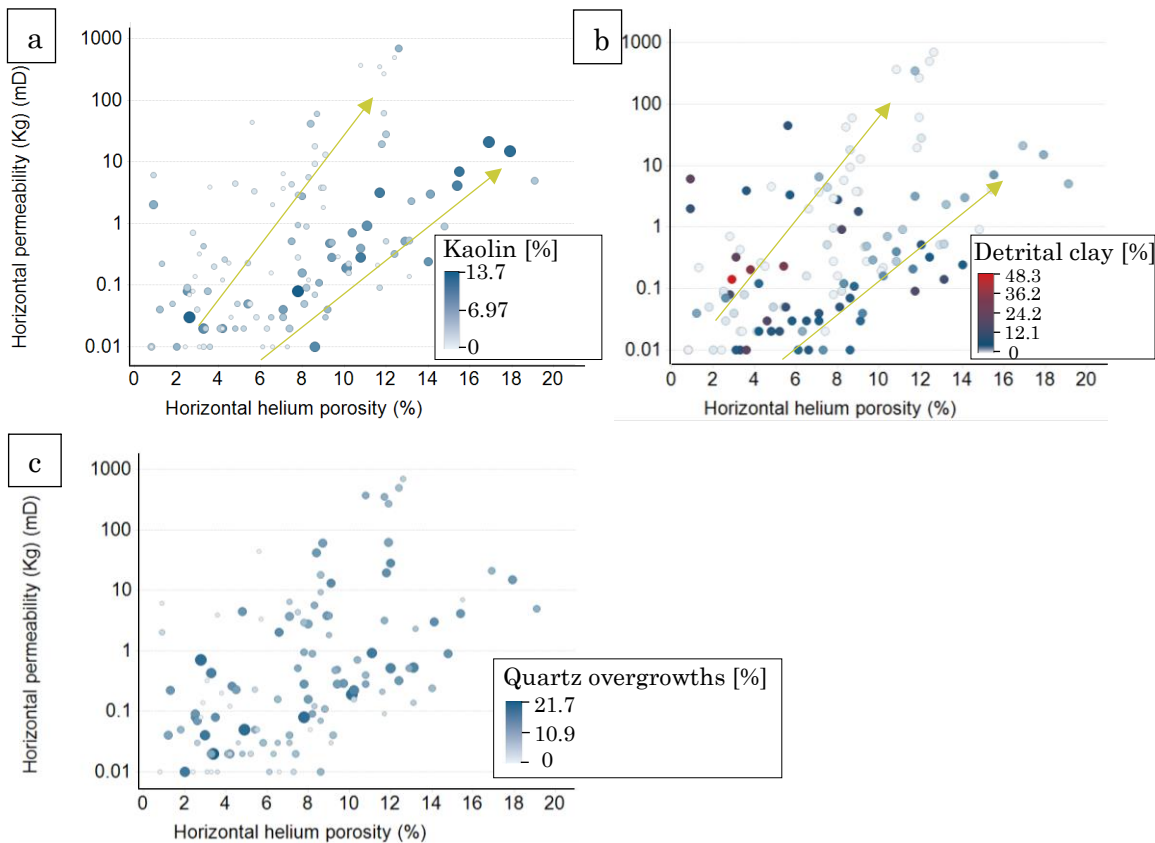 a
Horizontal permeability (Kg) (mD)
1000
100
10
1
0.1
0.01
0 2 4 6 8 10 12 14 16 18 20
Horizontal helium porosity (%)
Kaolin [%]
13.7
6.97
0
b
1000
100
10
1
0.1
0.01
0 2 4 6 8 10 12 14 16 18 20
Horizontal helium porosity (%)
Detrital clay [%]
48.3
36.2
24.2
12.1
0
c
Horizontal permeability (Kg) (mD)
1000
100
10
1
0.1
0.01
0 2 4 6 8 10 12 14 16 18 20
Horizontal helium porosity (%)
Quartz overgrowths [%]
21.7
10.9
0